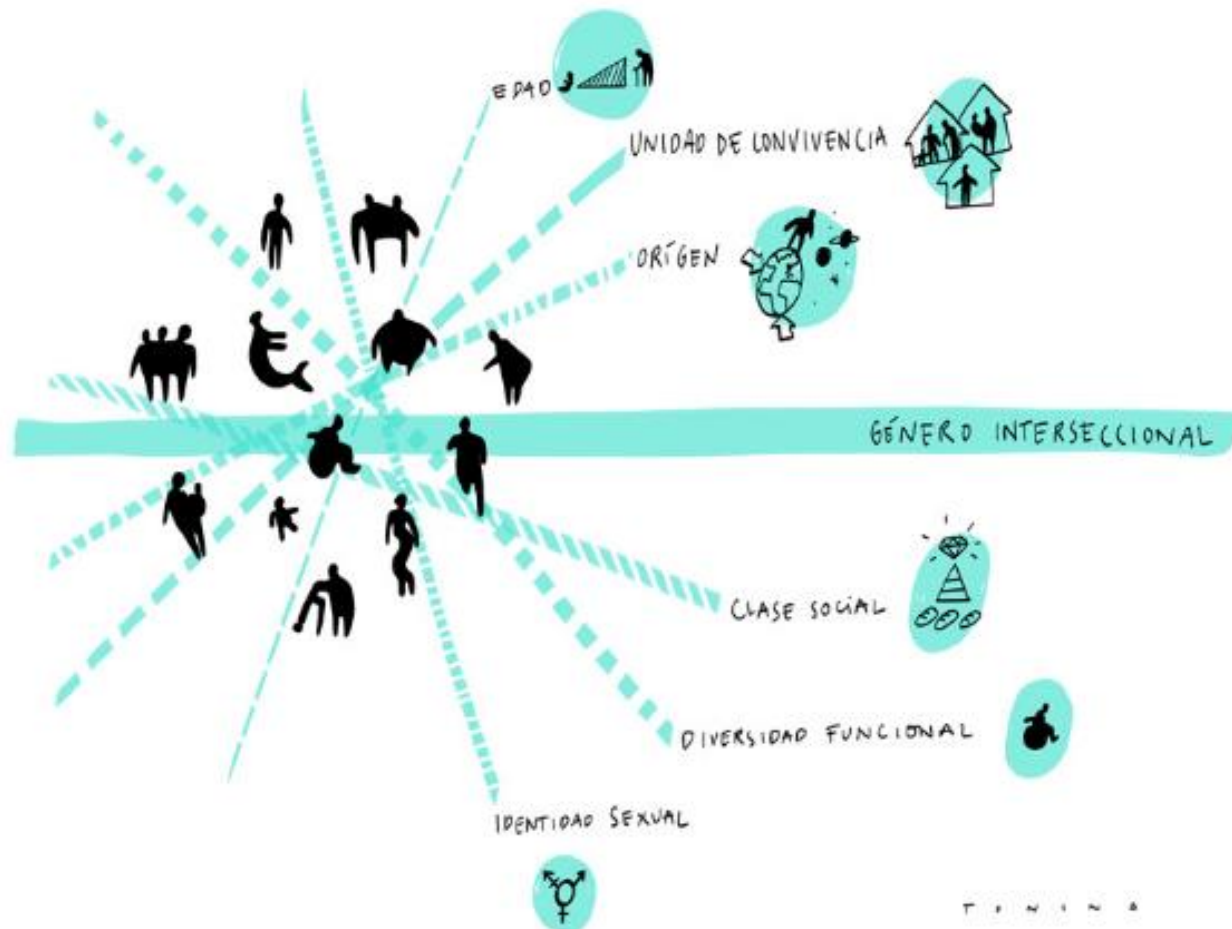 EDAD
UNIDAD DE CONVIVENCIA
ORÍGEN
GÉNERO INTERSECCIONAL
CLASE SOCIAL
DIVERSIDAD FUNCIONAL
IDENTIDAD SEXUAL
TONINA